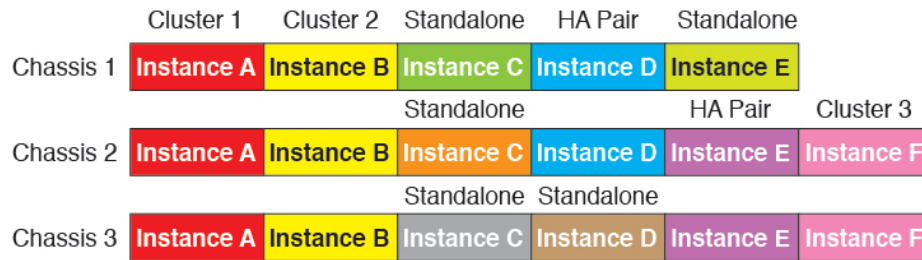 Cluster 1 Cluster 2 Standalone HA Pair Standalone
Chassis 1 Instance A Instance B Instance C Instance D Instance E
Standalone HA Pair Cluster 3
Chassis 2 Instance A Instance B Instance C Instance D Instance E Instance F
Standalone Standalone
Chassis 3 Instance A Instance B Instance C Instance D Instance E Instance F